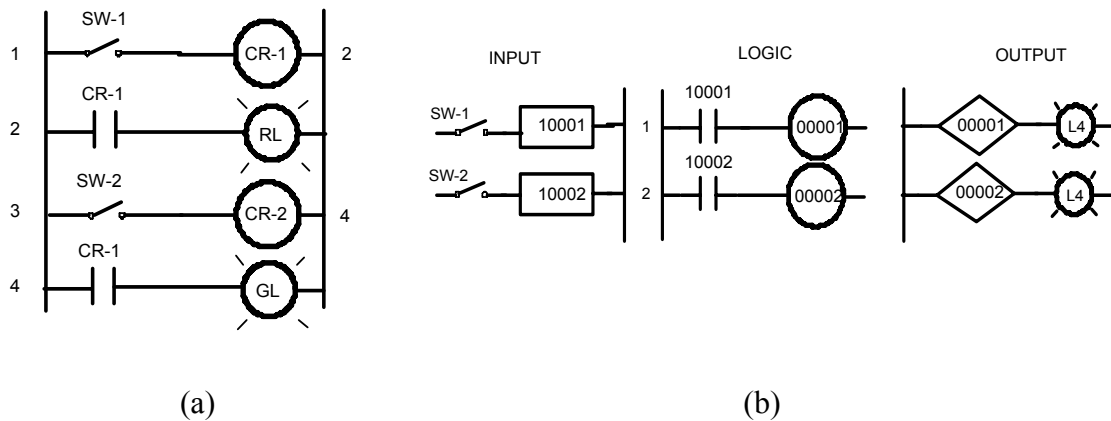 SW-1
1 CR-1 2
CR-1
2 RL
SW-2
3 CR-2 4
CR-1
4 GL
(a)
INPUT LOGIC OUTPUT
SW-1 10001
SW-2 10002
10001
1 00001
10002
2 00002
00001 L4
00002 L4
(b)